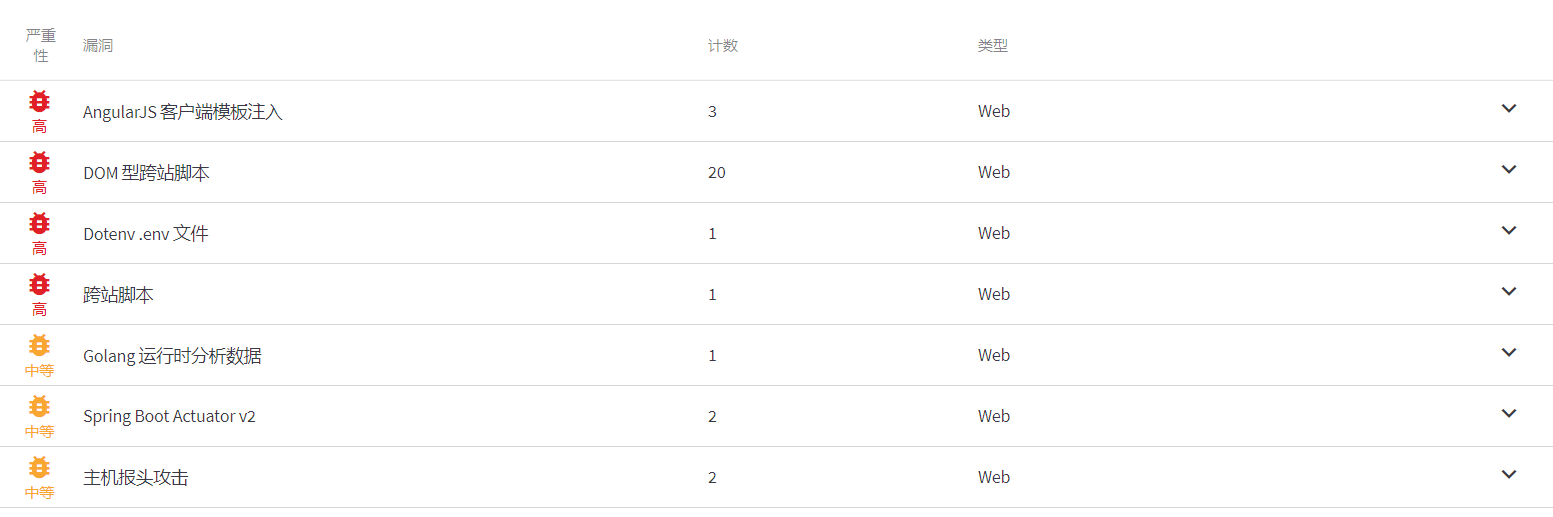 严重
性
漏洞
计数
类型
高
AngularJS 客户端模板注入
3
Web
高
DOM 型跨站脚本
20
Web
高
Dotenv .env 文件
1
Web
高
跨站脚本
1
Web
中等
Golang 运行时分析数据
1
Web
中等
Spring Boot Actuator v2
2
Web
中等
主机报头攻击
2
Web